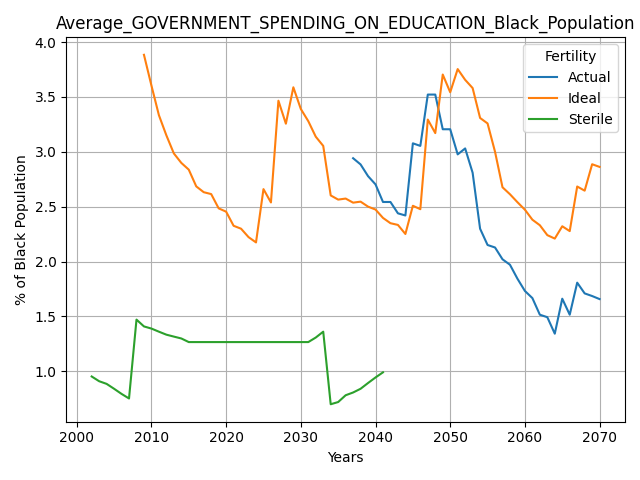 Average_GOVERNMENT_SPENDING_ON_EDUCATION_Black_Population
Fertility
Actual
Ideal
Sterile
% of Black Population
4.0
3.5
3.0
2.5
2.0
1.5
1.0
2000 2010 2020 2030 2040 2050 2060 2070
Years